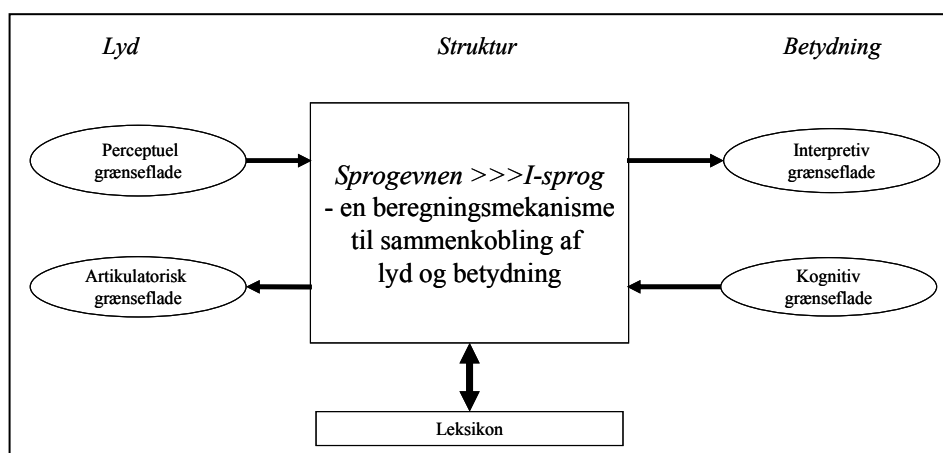 Lyd
Struktur
Betydning
Perceptuel
grænseflade
Artikulatorisk
grænseflade
Sprogevnen >>>I-sprog
- en beregningsmekanisme
til sammenkobling af
lyd og betydning
Interpretiv
grænseflade
Kognitiv
grænseflade
Leksikon